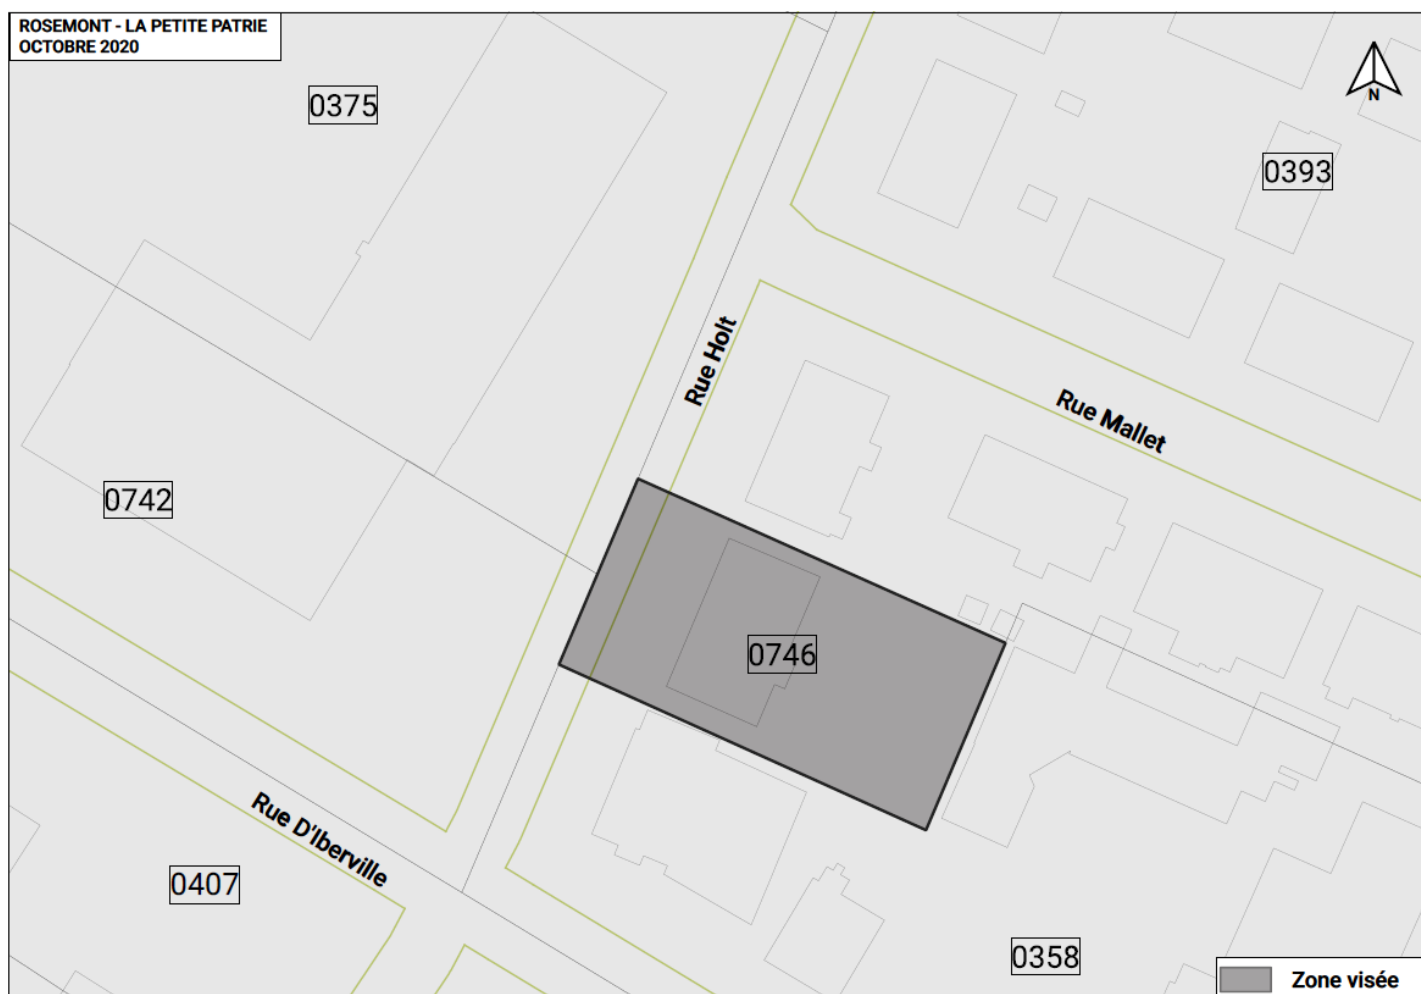 ROSEMONT - LA PETITE PATRIE
OCTOBRE 2020
0375
N
0393
Rue Holt
Rue Mallet
0742
0746
Rue D'Iberville
0407
0358
Zone visée